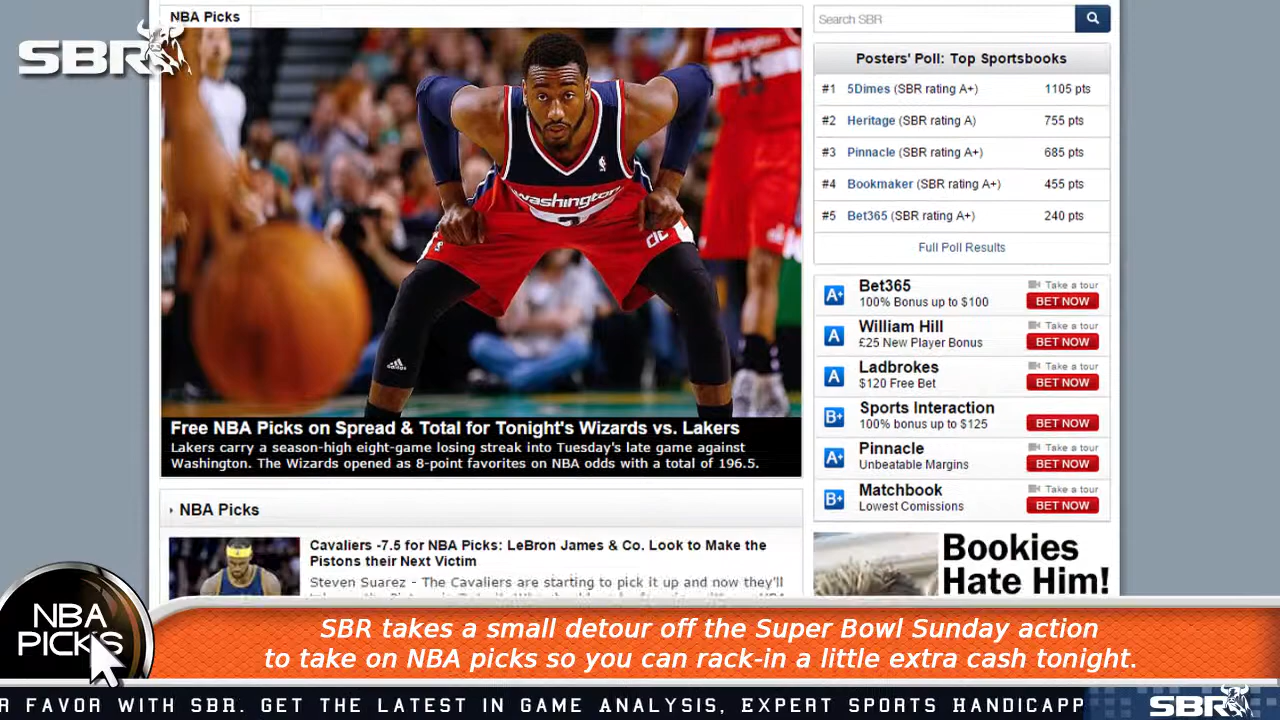 NBA Picks
SBR
Search SBR
Posters' Poll: Top Sportsbooks
#1 5Dimes (SBR rating A+) 1105 pts
#2 Heritage (SBR rating A) 755 pts
#3 Pinnacle (SBR rating A+) 685 pts
#4 Bookmaker (SBR rating A+) 455 pts
#5 Bet365 (SBR rating A+) 240 pts
Full Poll Results
washington
washington
A+ Bet365 Take a tour
100% Bonus up to $100 BET NOW
A William Hill Take a tour
£25 New Player Bonus BET NOW
A Ladbrokes Take a tour
$120 Free Bet BET NOW
B+ Sports Interaction
100% bonus up to $125 BET NOW
A+ Pinnacle Take a tour
Unbeatable Margins BET NOW
B+ Matchbook Take a tour
Lowest Comissions BET NOW
adidas
Free NBA Picks on Spread & Total for Tonight's Wizards vs. Lakers
Lakers carry a season-high eight-game losing streak into Tuesday's late game against
Washington. The Wizards opened as 8-point favorites on NBA odds with a total of 196.5.
NBA Picks
Cavaliers -7.5 for NBA Picks: LeBron James & Co. Look to Make the
Pistons their Next Victim
Steven Suarez - The Cavaliers are starting to pick it up and now they'll
Bookies
Hate Him!
NBA
PICKS
SBR takes a small detour off the Super Bowl Sunday action
to take on NBA picks so you can rack-in a little extra cash tonight.
R FAVOR WITH SBR. GET THE LATEST IN GAME ANALYSIS, EXPERT SPORTS HANDICAPP
SBR